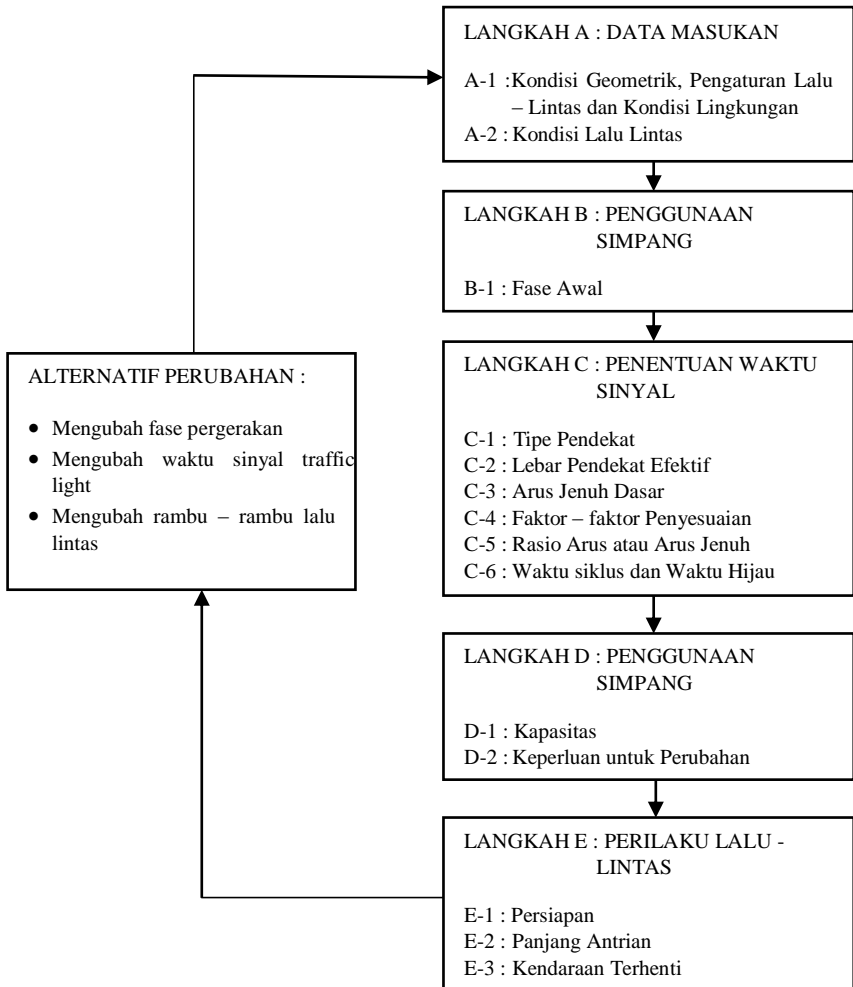 LANGKAH A : DATA MASUKAN
A-1 :Kondisi Geometrik, Pengaturan Lalu
– Lintas dan Kondisi Lingkungan
A-2 : Kondisi Lalu Lintas
LANGKAH B : PENGGUNAAN
SIMPANG
B-1 : Fase Awal
LANGKAH C : PENENTUAN WAKTU
SINYAL
C-1 : Tipe Pendekat
C-2 : Lebar Pendekat Efektif
C-3 : Arus Jenuh Dasar
C-4 : Faktor – faktor Penyesuaian
C-5 : Rasio Arus atau Arus Jenuh
C-6 : Waktu siklus dan Waktu Hijau
LANGKAH D : PENGGUNAAN
SIMPANG
D-1 : Kapasitas
D-2 : Keperluan untuk Perubahan
LANGKAH E : PERILAKU LALU -
LINTAS
E-1 : Persiapan
E-2 : Panjang Antrian
E-3 : Kendaraan Terhenti
ALTERNATIF PERUBAHAN :
• Mengubah fase pergerakan
• Mengubah waktu sinyal traffic
light
• Mengubah rambu – rambu lalu
lintas